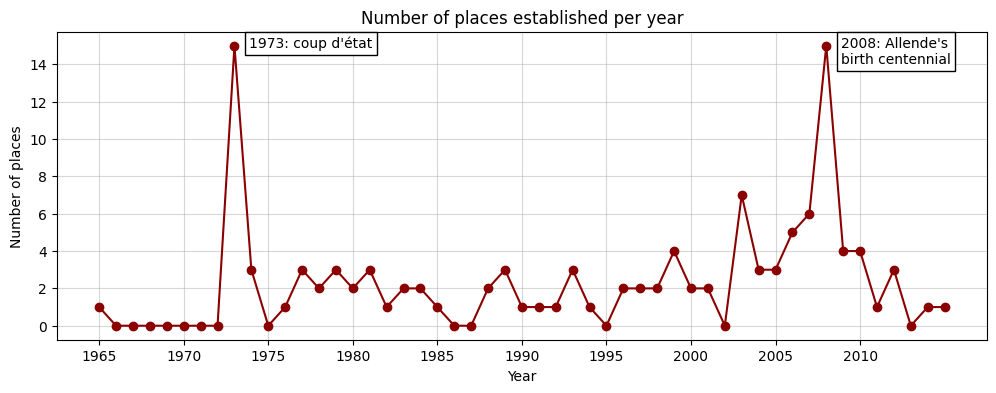 Number of places established per year
1973: coup d'état
2008: Allende's
birth centennial
Number of places
14
12
10
8
6
4
2
0
1965 1970 1975 1980 1985 1990 1995 2000 2005 2010
Year